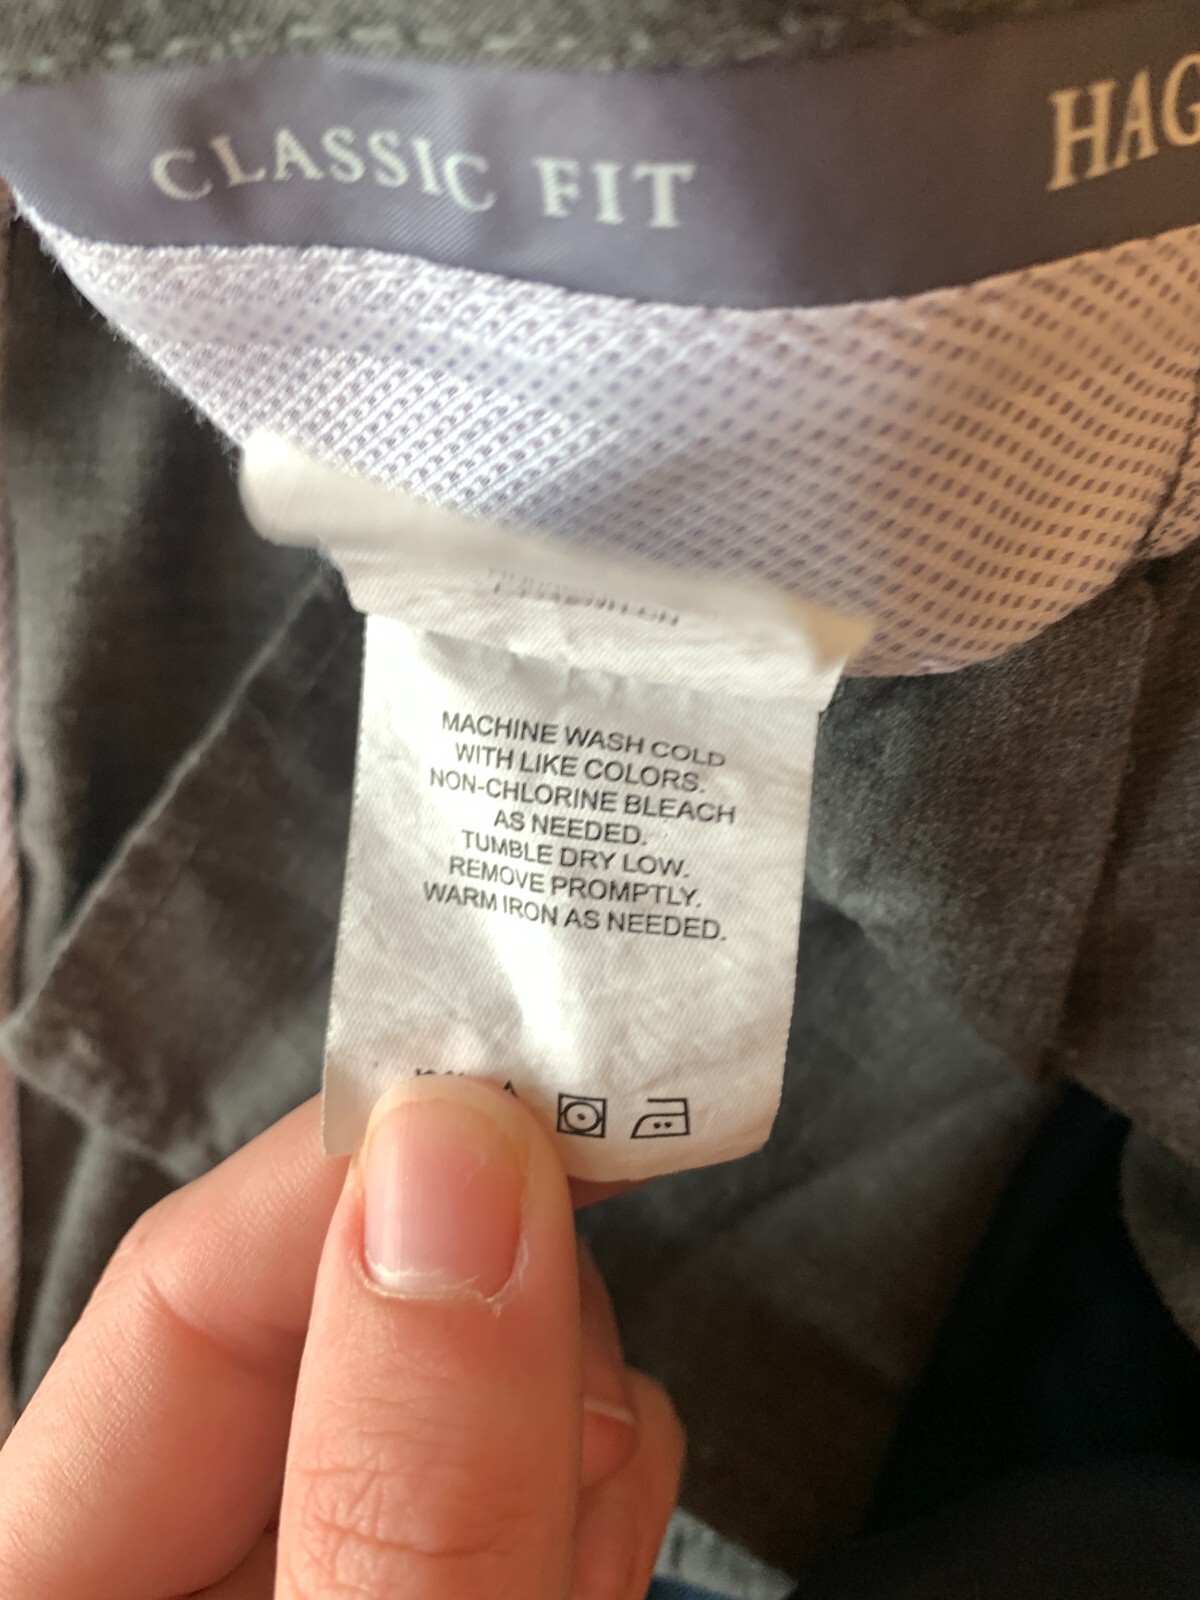 CLASSIC FIT
HAG
MACHINE WASH COLD
WITH LIKE COLORS.
NON-CHLORINE BLEACH
AS NEEDED.
TUMBLE DRY LOW.
REMOVE PROMPTLY.
WARM IRON AS NEEDED.